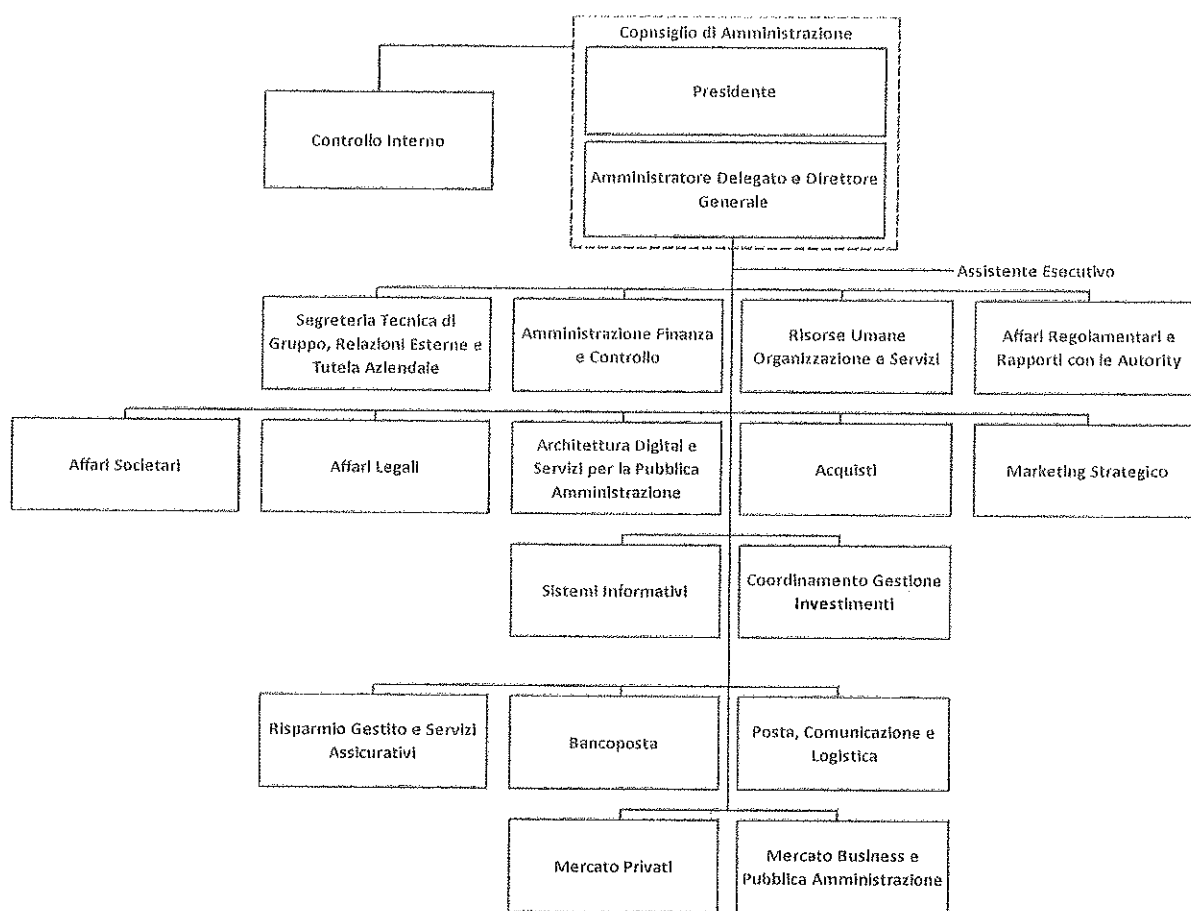 Copnsiglio di Amministrazione
Presidente
Controllo Interno
Amministratore Delegato e Direttore
Generale
Assistente Esecutivo
Segreteria Tecnica di
Gruppo, Relazioni Esterne e
Tutela Aziendale
Amministrazione Finanza
e Controllo
Risorse Umane
Organizzazione e Servizi
Affari Regolamentari e
Rapporti con le Autority
Affari Societari
Affari Legali
Architettura Digital e
Servizi per la Pubblica
Amministrazione
Acquisti
Marketing Strategico
Sistemi Informativi
Coordinamento Gestione
Investimenti
Risparmio Gestito e Servizi
Assicurativi
Bancoposta
Posta, Comunicazione e
Logistica
Mercato Privati
Mercato Business e
Pubblica Amministrazione